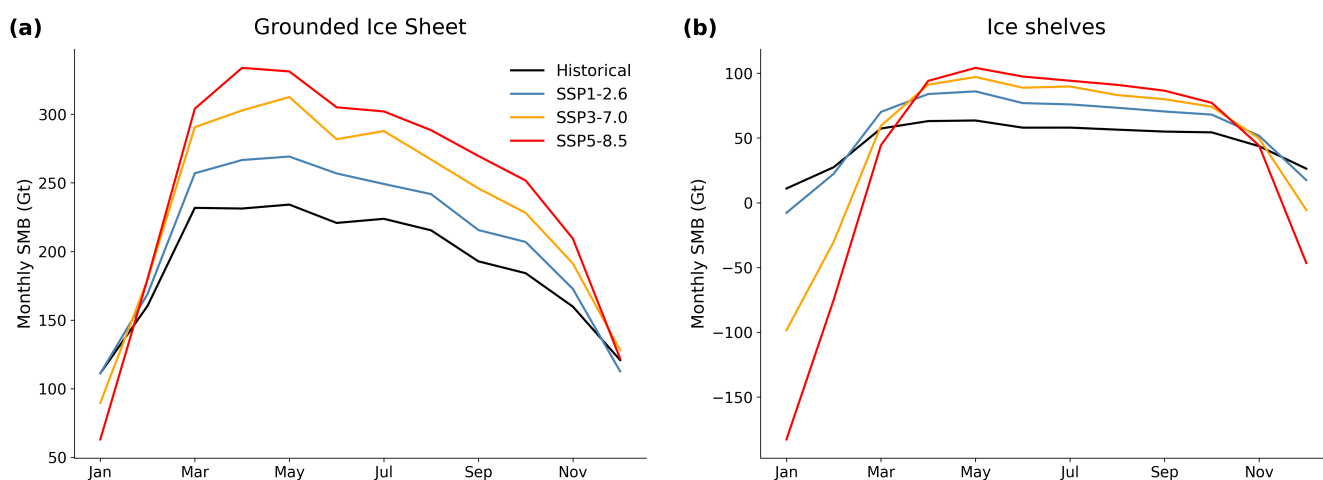 (a)
Grounded Ice Sheet
Monthly SMB (Gt)
300
250
200
150
100
50
Jan Mar May Jul Sep Nov
Historical
SSP1-2.6
SSP3-7.0
SSP5-8.5
(b)
Ice shelves
Monthly SMB (Gt)
100
50
0
−50
−100
−150
Jan Mar May Jul Sep Nov